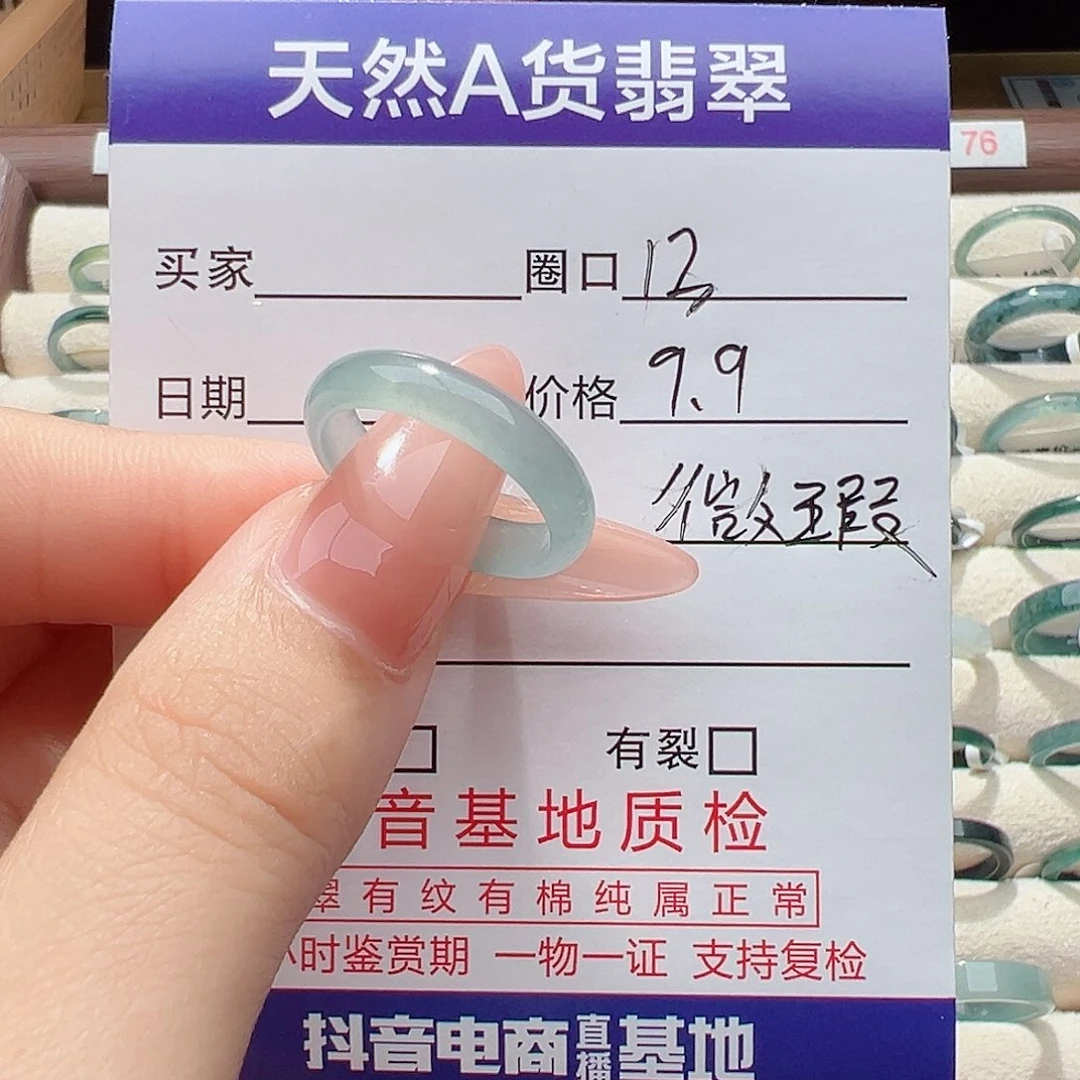 天然A货翡翠
76
买家 圈口 12
日期 价格 9.9
微瑕
有裂
音基地质检
翠有纹有棉纯属正常
小时鉴赏期 一物一证 支持复检
抖音电商直播基地